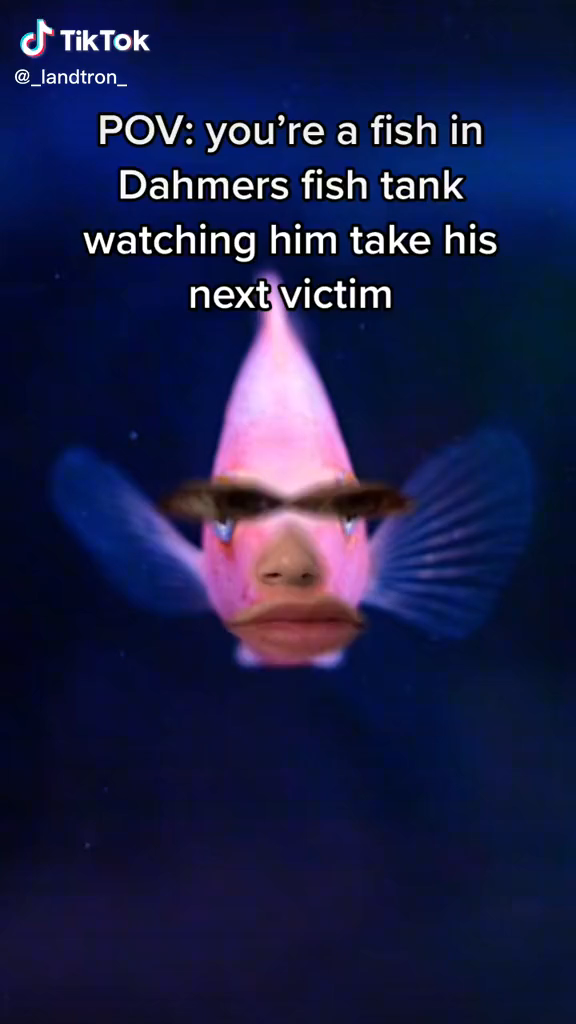 TikTok
@_landtron_
POV: you’re a fish in
Dahmers fish tank
watching him take his
next victim